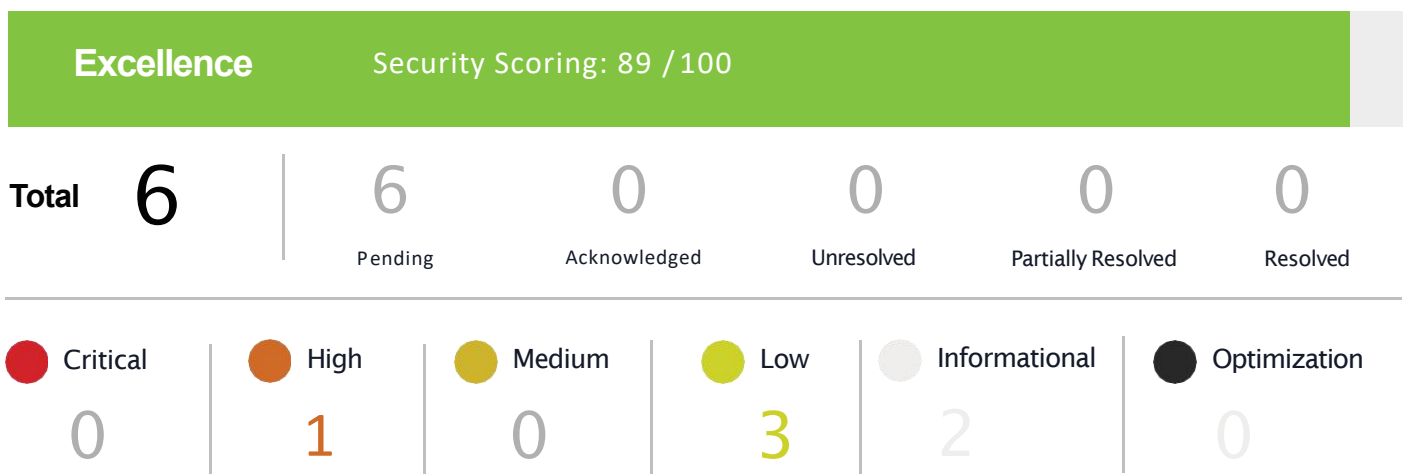 Excellence Security Scoring: 89 / 100
Total 6 6 0 0 0 0
Pending Acknowledged Unresolved Partially Resolved Resolved
Critical High Medium Low Informational Optimization
0 1 0 3 2 0